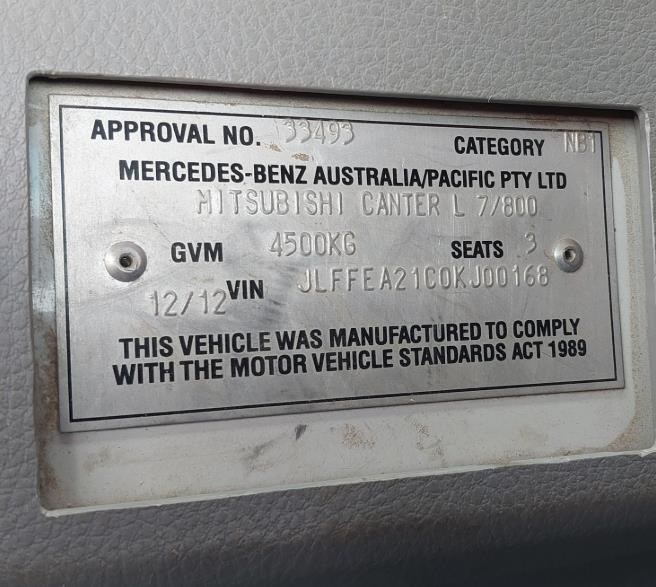 APPROVAL NO. 33493 CATEGORY NB1
MERCEDES-BENZ AUSTRALIA/PACIFIC PTY LTD
MITSUBISHI CANTER L 7/800
GVM 4500KG SEATS 3
12/12 VIN JLFFEA21C0KJ00168
THIS VEHICLE WAS MANUFACTURED TO COMPLY
WITH THE MOTOR VEHICLE STANDARDS ACT 1989